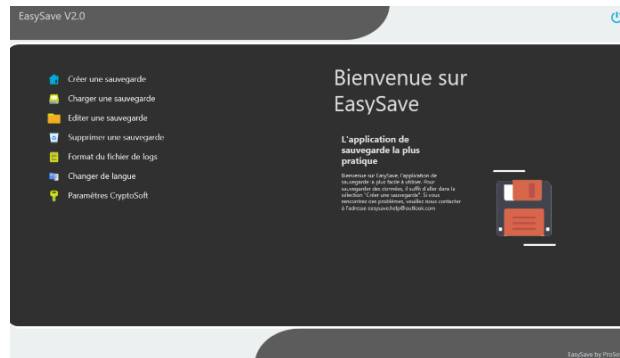 EasySave V2.0
Créer une sauvegarde
Charger une sauvegarde
Editer une sauvegarde
Supprimer une sauvegarde
Format du fichier de logs
Changer de langue
Paramètres CryptoSoft
Bienvenue sur
EasySave
L'application de
sauvegarde la plus
pratique
Bienvenue sur EasySave, l'application de
sauvegarde la plus facile à utiliser. Pour
sauvegarder des données, il suffit d'aller dans la
sélection "Créer une sauvegarde". Si vous
rencontrez des problèmes, veuillez nous contacter
à l'adresse easysave.help@outlook.com
EasySave by ProSo